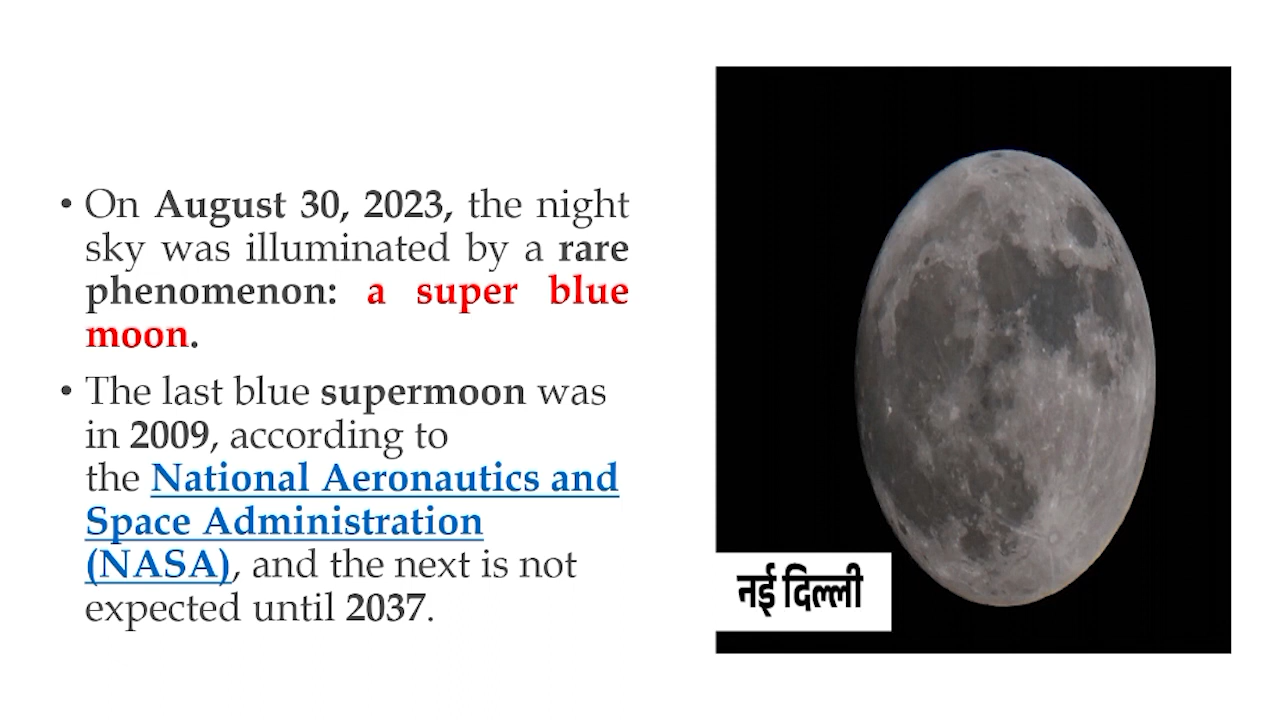 • On August 30, 2023, the night
sky was illuminated by a rare
phenomenon: a super blue
moon.
• The last blue supermoon was
in 2009, according to
the National Aeronautics and
Space Administration
(NASA), and the next is not
expected until 2037.
नई दिल्ली